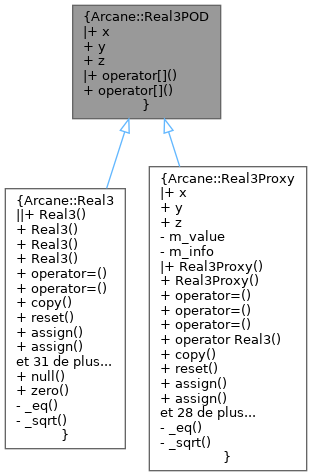 {Arcane::Real3POD
|+ x
+ y
+ z
|+ operator[]()
+ operator[]()
}
{Arcane::Real3
||+ Real3()
+ Real3()
+ Real3()
+ Real3()
+ operator=()
+ operator=()
+ copy()
+ reset()
+ assign()
+ assign()
et 31 de plus...
+ null()
+ zero()
- _eq()
- _sqrt()
}
{Arcane::Real3Proxy
|+ x
+ y
+ z
- m_value
- m_info
|+ Real3Proxy()
+ Real3Proxy()
+ operator=()
+ operator=()
+ operator=()
+ operator Real3()
+ copy()
+ reset()
+ assign()
+ assign()
et 28 de plus...
- _eq()
- _sqrt()
}